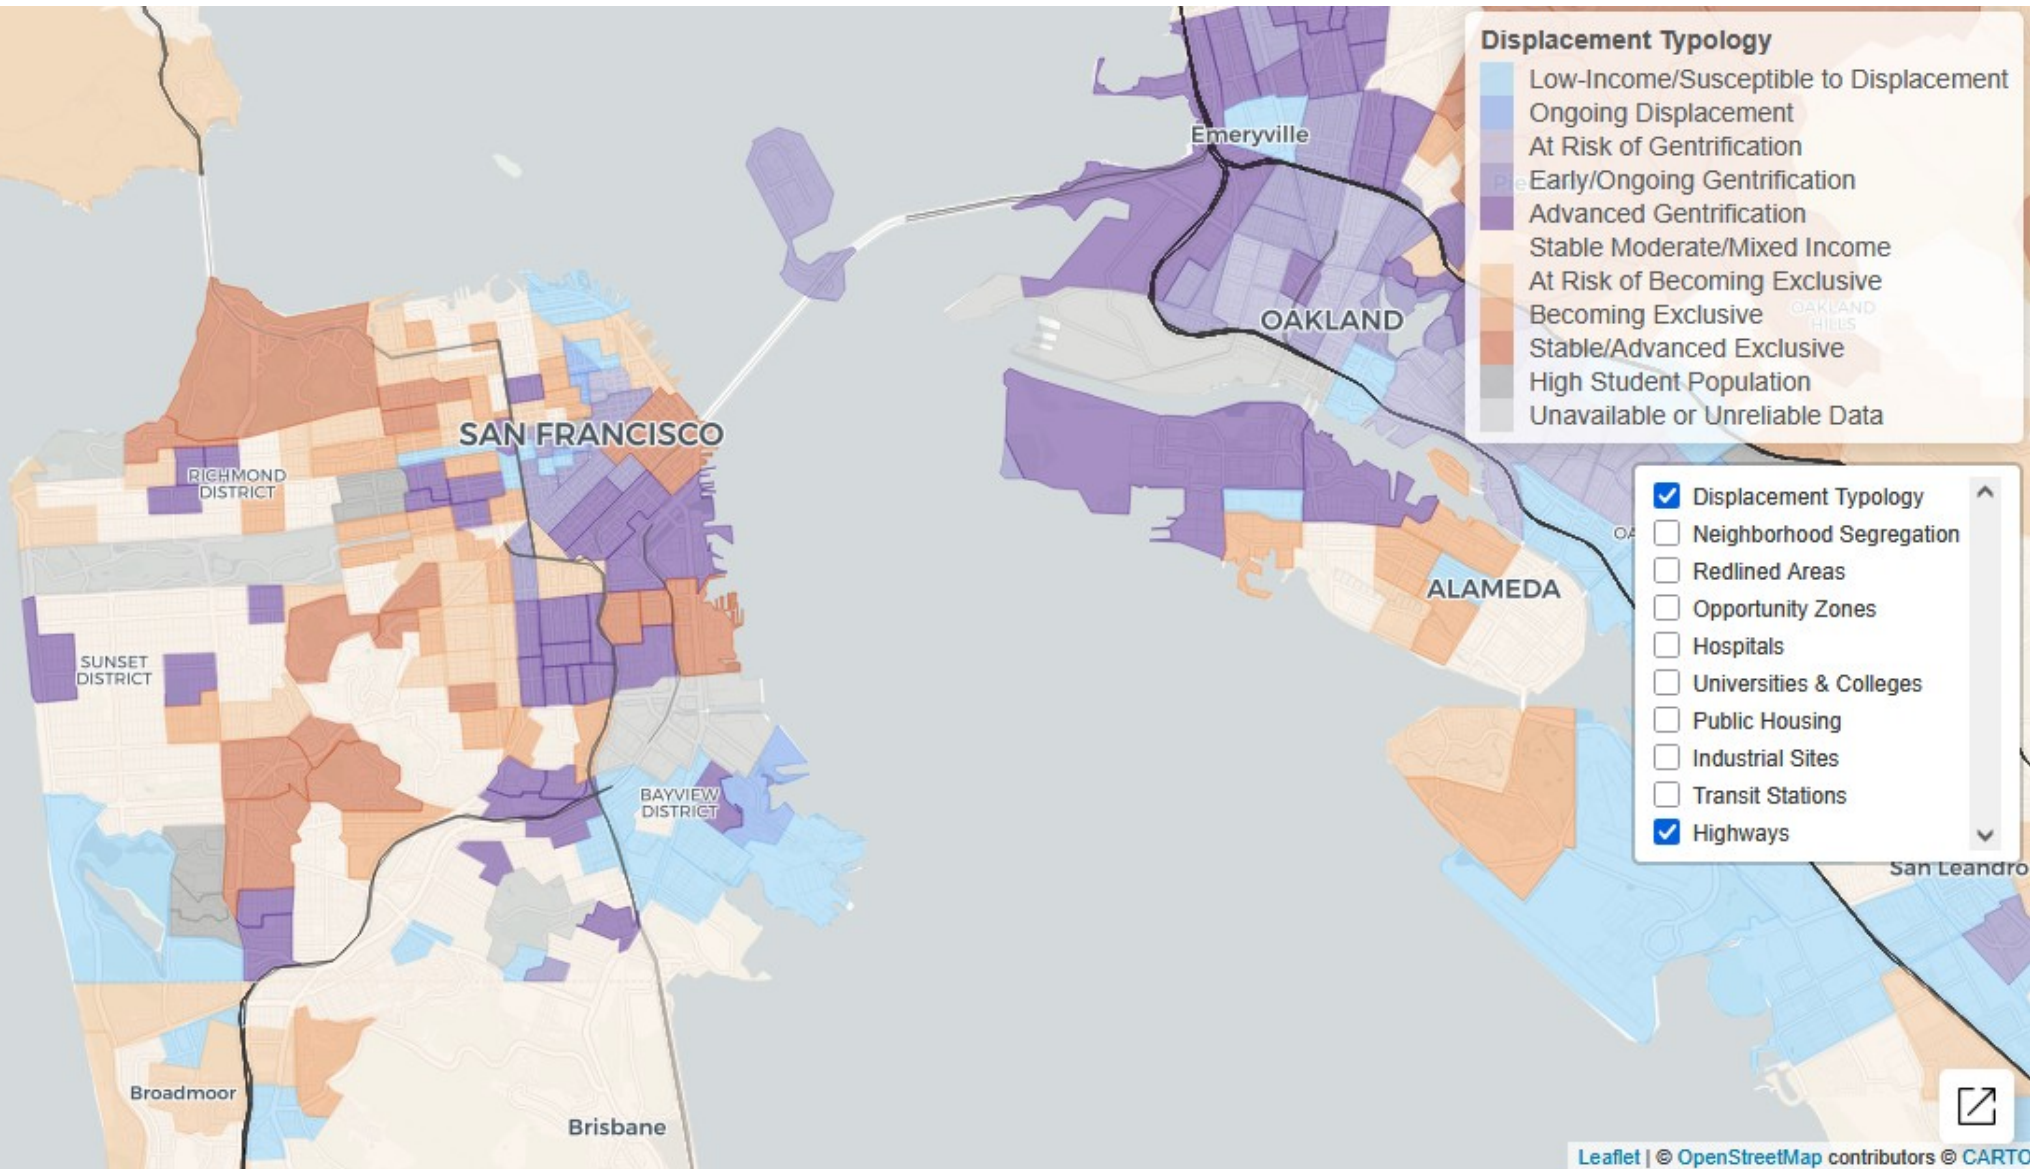 Displacement Typology
Low-Income/Susceptible to Displacement
Ongoing Displacement
At Risk of Gentrification
Early/Ongoing Gentrification
Advanced Gentrification
Stable Moderate/Mixed Income
At Risk of Becoming Exclusive
Becoming Exclusive
Stable/Advanced Exclusive
High Student Population
Unavailable or Unreliable Data
Emeryville
OAKLAND
HILLS
OAKLAND
SAN FRANCISCO
RICHMOND
DISTRICT
Displacement Typology
Neighborhood Segregation
Redlined Areas
Opportunity Zones
Hospitals
Universities & Colleges
Public Housing
Industrial Sites
Transit Stations
Highways
ALAMEDA
SUNSET
DISTRICT
BAYVIEW
DISTRICT
San Leandro
Broadmoor
Brisbane
Leaflet | © OpenStreetMap contributors © CARTO